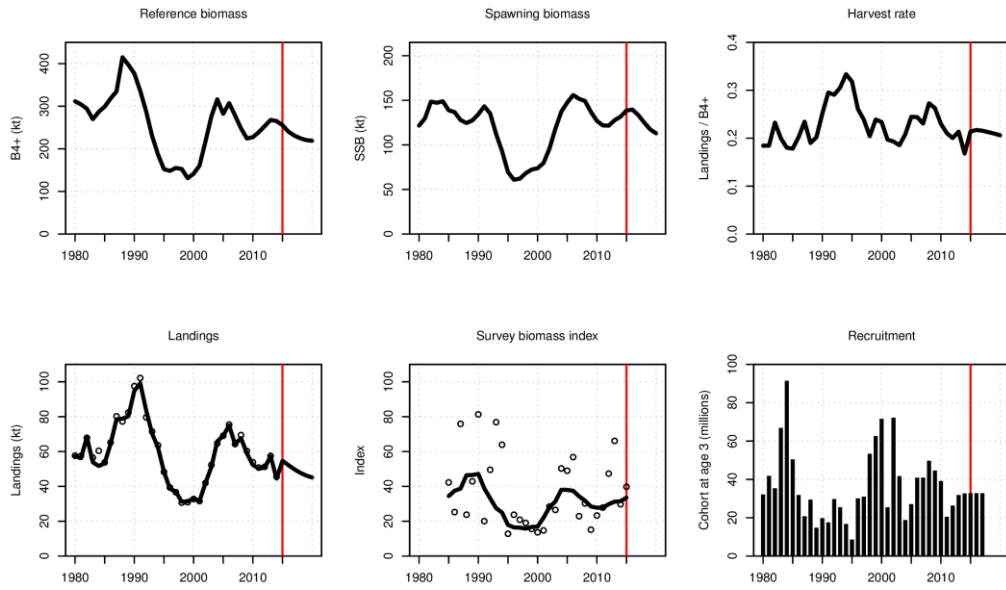 Reference biomass
B4+ (kt)
0 100 200 300 400
1980 1990 2000 2010
Spawning biomass
SSB (kt)
0 50 100 150 200
1980 1990 2000 2010
Harvest rate
Landings / B4+
0.0 0.1 0.2 0.3 0.4
1980 1990 2000 2010
Landings
Landings (kt)
0 20 40 60 80 100
1980 1990 2000 2010
Survey biomass index
Index
0 20 40 60 80 100
1980 1990 2000 2010
Recruitment
Cohort at age 3 (millions)
0 20 40 60 80 100
1980 1990 2000 2010